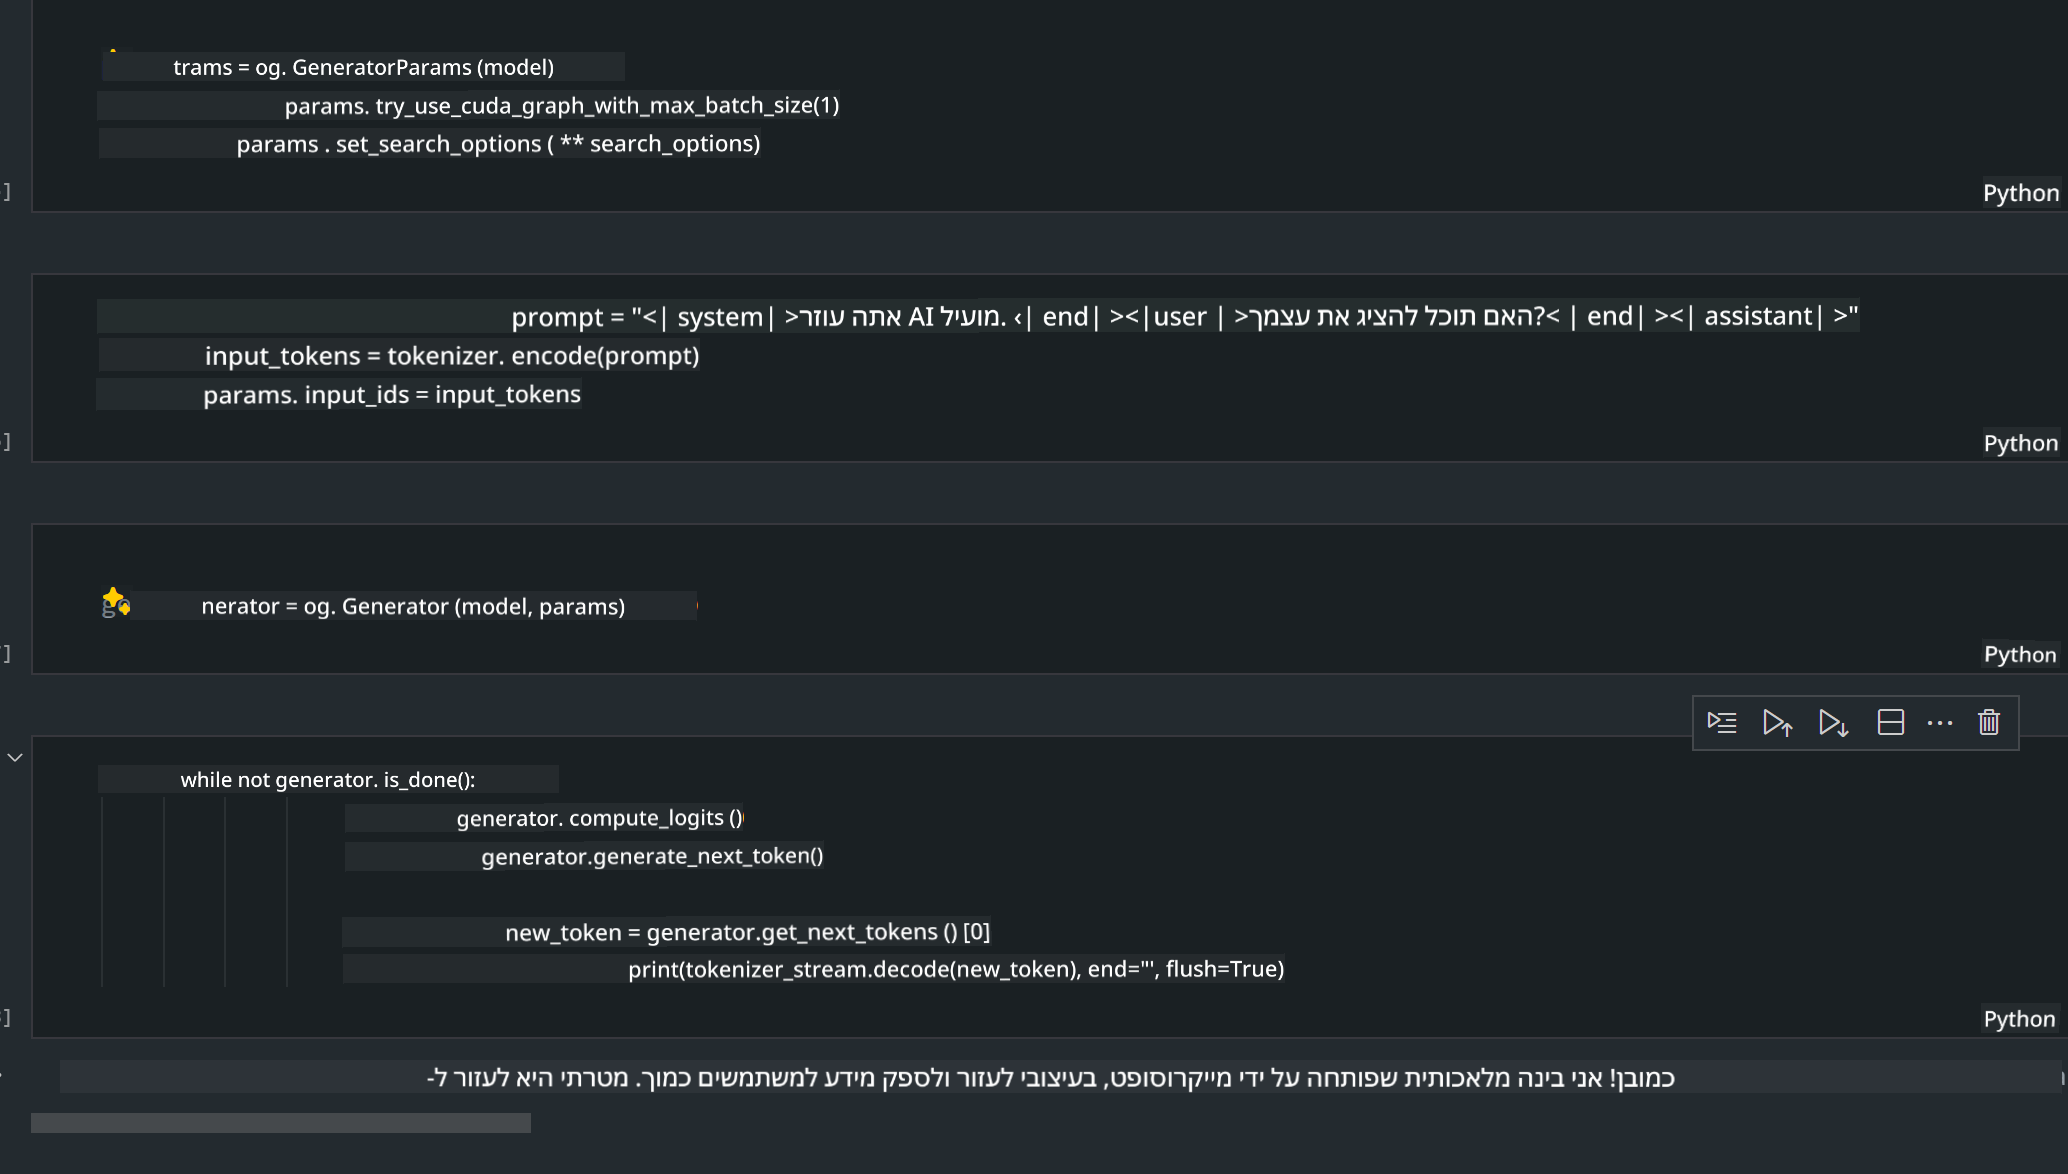 trams = og. GeneratorParams (model)
params. try_use_cuda_graph_with_max_batch_size(1)
params . set_search_options ( ** search_options)
]
Python
prompt = "<| system| >אתה עוזר AI מועיל. ‹| end| ><|user | >האם תוכל להציג את עצמך?< | end| ><| assistant| >"
input_tokens = tokenizer. encode(prompt)
params. input_ids = input_tokens
]
Python
nerator = og. Generator (model, params)
]
Python
while not generator. is_done():
generator. compute_logits ()
generator.generate_next_token()
new_token = generator.get_next_tokens () [0]
print(tokenizer_stream.decode(new_token), end="', flush=True)
]
Python
כמובן! אני בינה מלאכותית שפותחה על ידי מייקרוסופט, בעיצובי לעזור ולספק מידע למשתמשים כמוך. מטרתי היא לעזור ל-